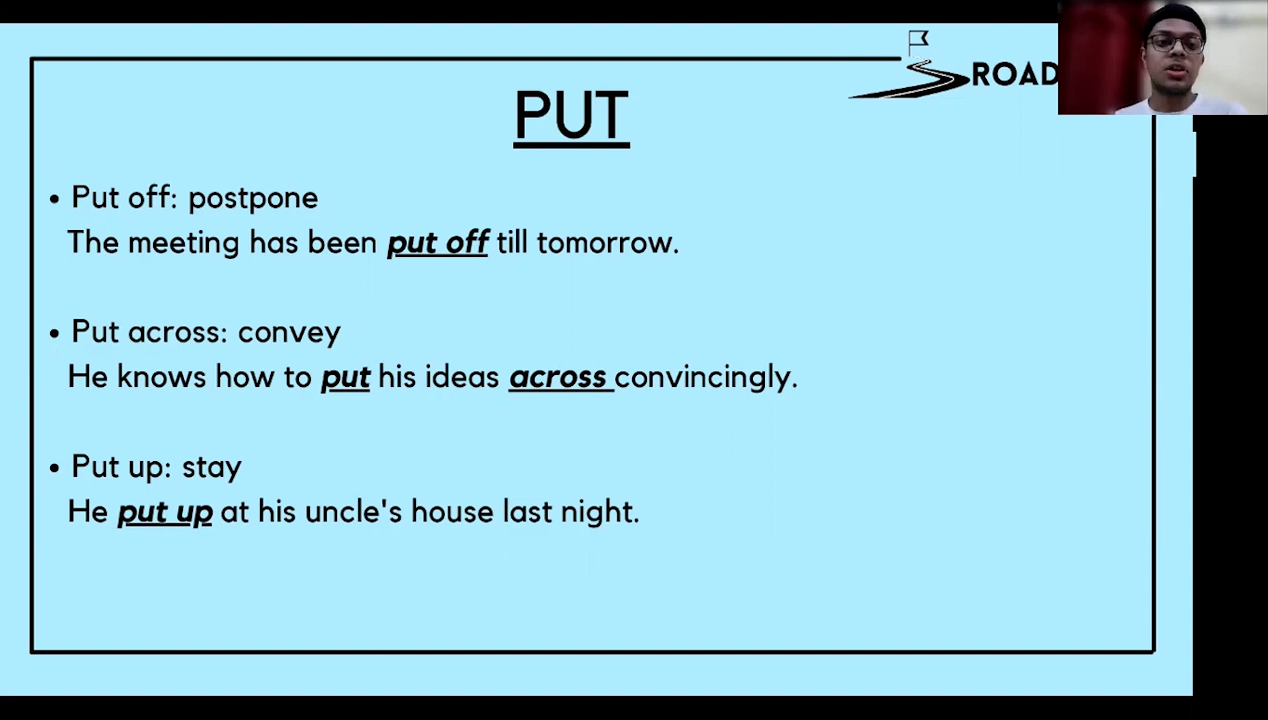 ROAD
PUT
• Put off: postpone
The meeting has been put off till tomorrow.
• Put across: convey
He knows how to put his ideas across convincingly.
• Put up: stay
He put up at his uncle's house last night.